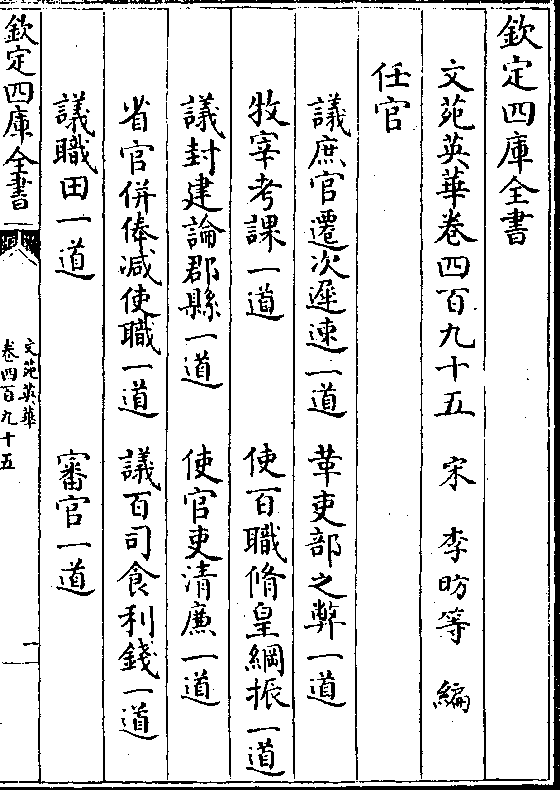 欽定四庫全書
文苑英華卷四百九十五　宋　李昉等　編
任官
議庶官遷次遲速一道　革吏部之弊一道
牧宰考課一道　使百職脩皇綱振一道
議封建論郡縣一道　使官吏清廉一道
省官併俸減使職一道　議百司食利錢一道
議職田一道　審官一道
欽定四庫全書
文苑英華
卷四百九十五
一